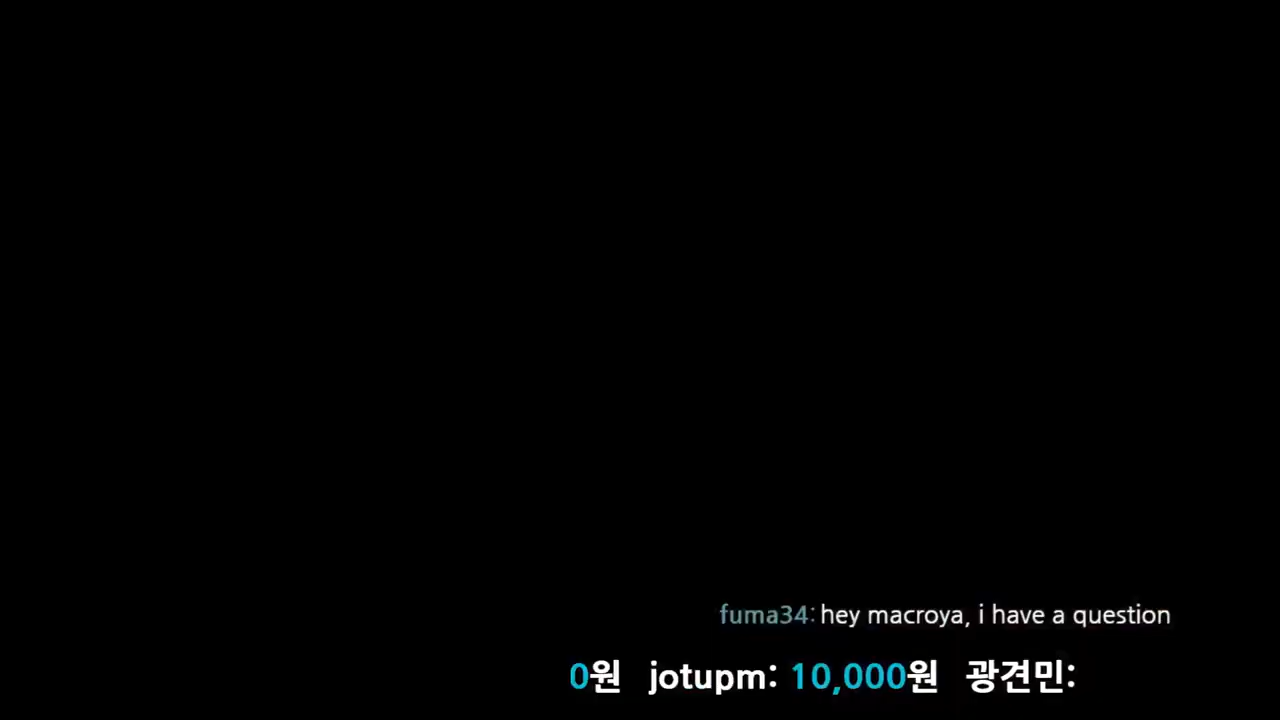 fuma34: hey macroya, i have a question
0원 jotupm: 10,000원 광견민: